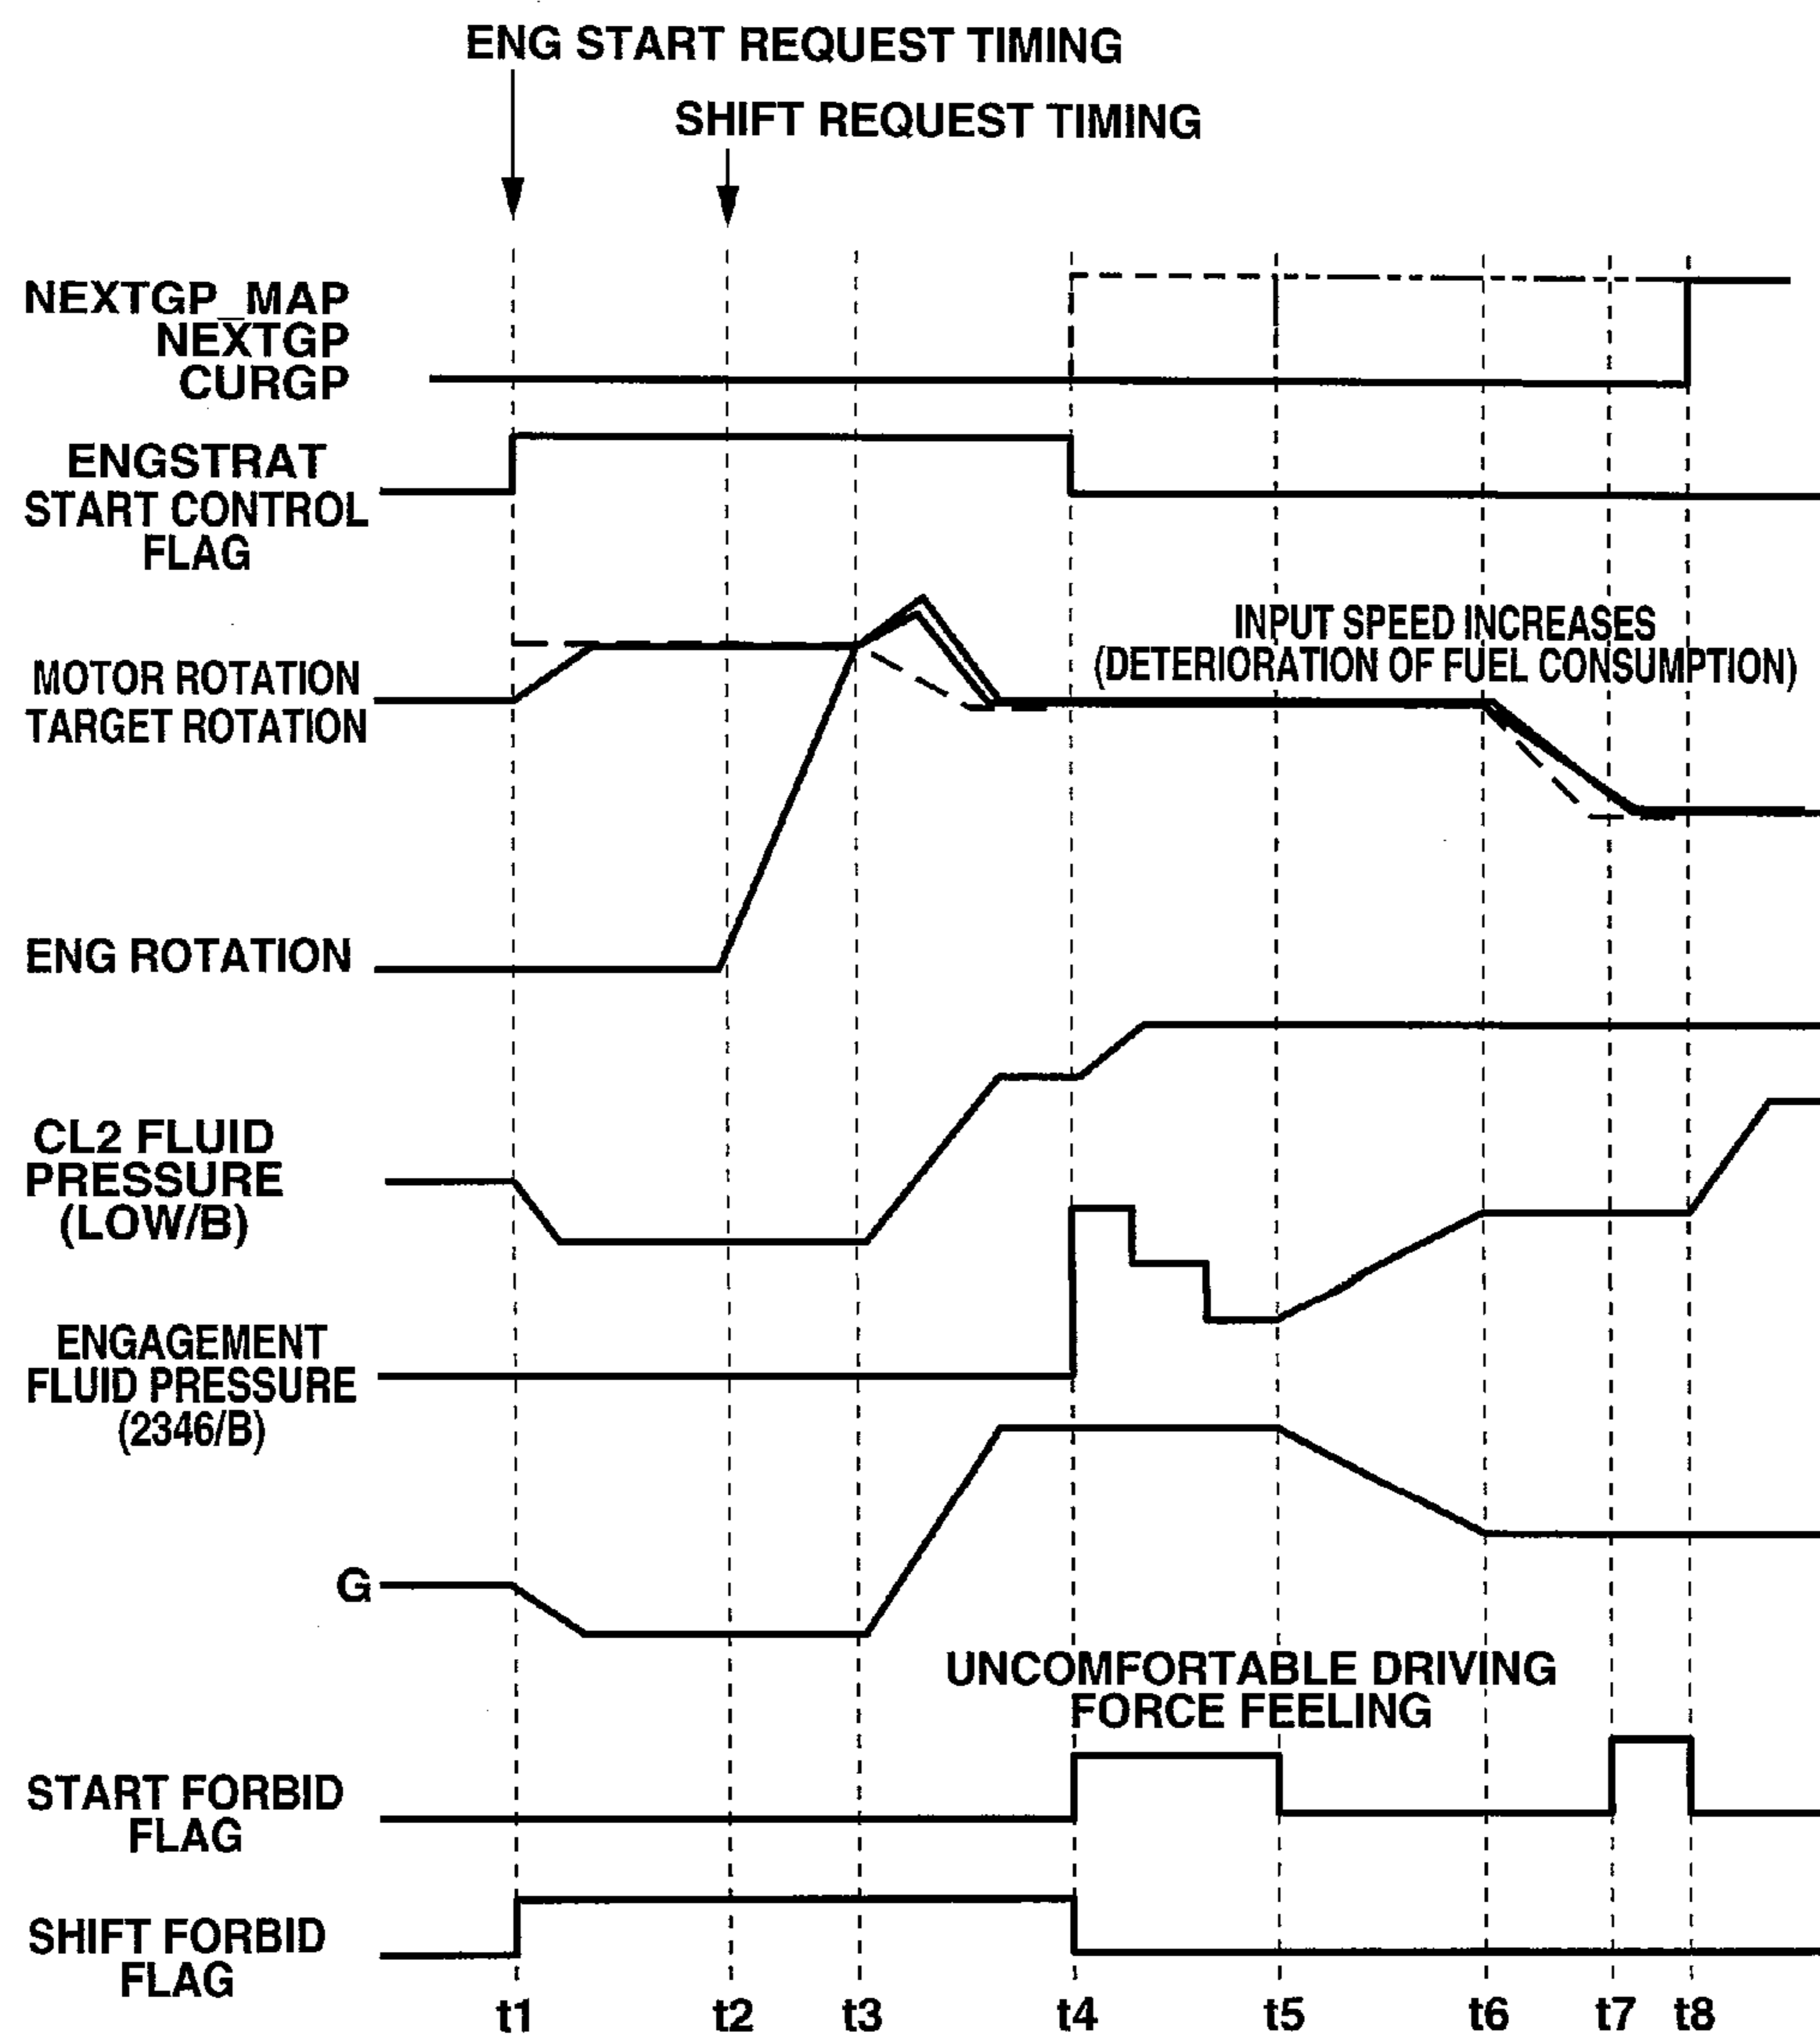 ENG START REQUEST TIMING
SHIFT REQUEST TIMING
NEXTGP_MAP
NEXTGP
CURGP
ENGSTRAT
START CONTROL
FLAG
INPUT SPEED INCREASES
(DETERIORATION OF FUEL CONSUMPTION)
MOTOR ROTATION
TARGET ROTATION
ENG ROTATION
CL2 FLUID
PRESSURE
(LOW/B)
ENGAGEMENT
FLUID PRESSURE
(2346/B)
G
UNCOMFORTABLE DRIVING
FORCE FEELING
START FORBID
FLAG
SHIFT FORBID
FLAG
t1 t2 t3 t4 t5 t6 t7 t8